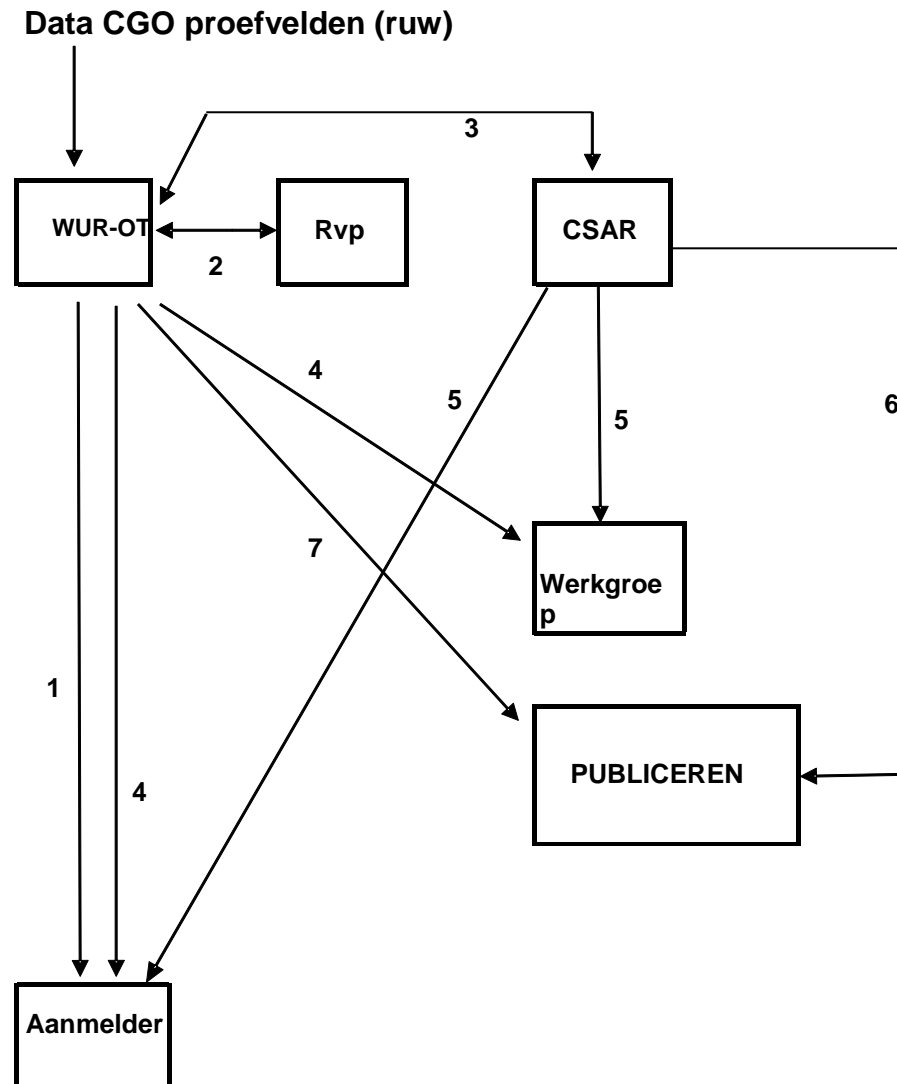 Data CGO proefvelden (ruw)
3
WUR-OT
Rvp
CSAR
2
4
5
5
6
7
Werkgroe
p
1
PUBLICEREN
4
Aanmelder